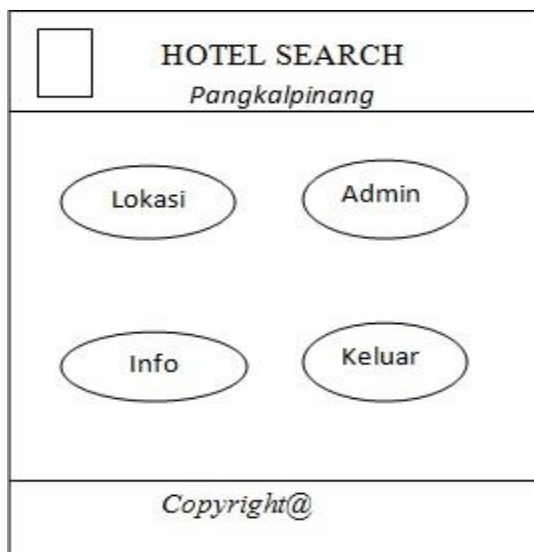 HOTEL SEARCH
Pangkalpinang
Lokasi
Admin
Info
Keluar
Copyright@